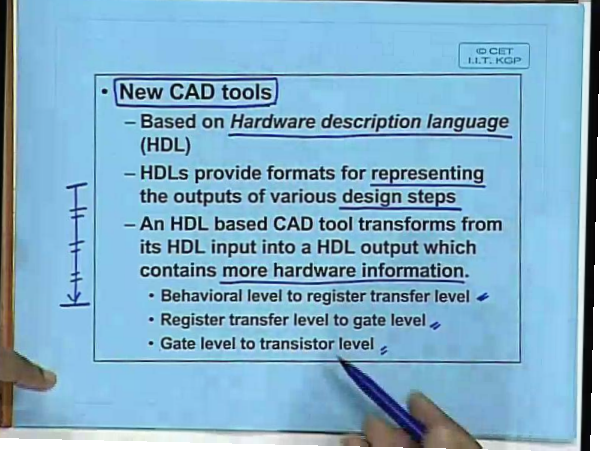 © CET
I.I.T. KGP
• New CAD tools
– Based on Hardware description language
(HDL)
– HDLs provide formats for representing
the outputs of various design steps
– An HDL based CAD tool transforms from
its HDL input into a HDL output which
contains more hardware information.
• Behavioral level to register transfer level
• Register transfer level to gate level
• Gate level to transistor level